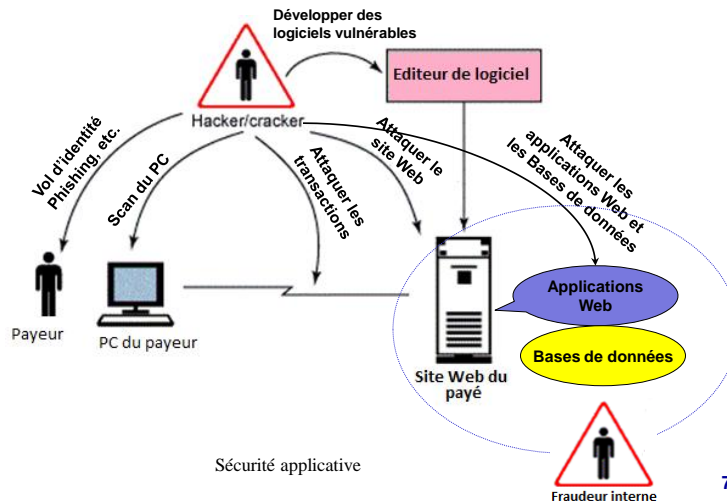 Développer des
logiciels vulnérables
Editeur de logiciel
Hacker/cracker
Vol d'identité
Phishing, etc.
Scan du PC
Attaquer les
transactions
Attaquer le
site Web
Attaquer les
applications Web et
les Bases de données
Payeur
PC du payeur
Applications
Web
Bases de données
Site Web du
payé
Sécurité applicative
Fraudeur interne
7